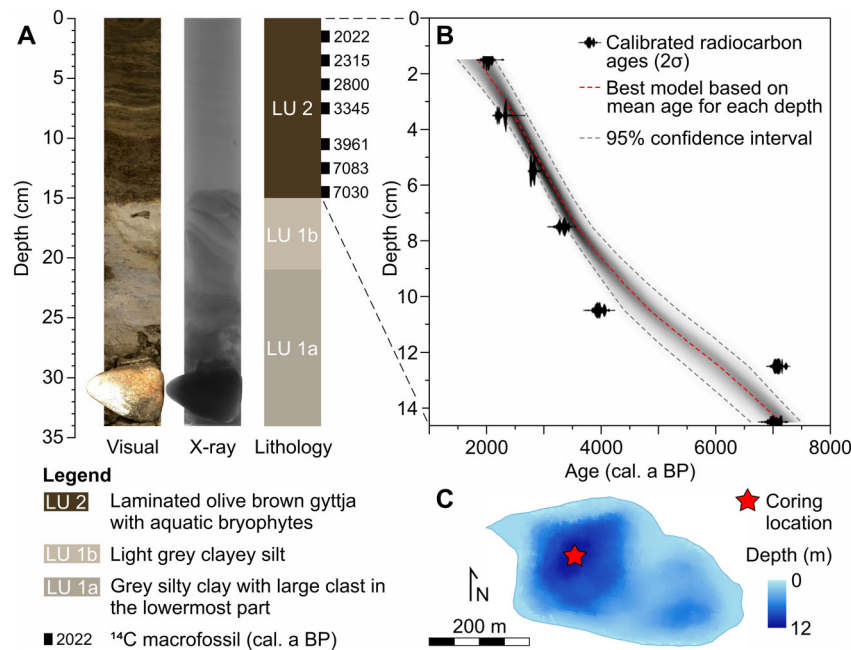 A
0
5
10
15
20
25
30
35
Depth (cm)
Visual
X-ray
Lithology
LU 2
LU 1b
LU 1a
2022
2315
2800
3345
3961
7083
7030
B
0
2
4
6
8
10
12
14
Depth (cm)
2000
4000
6000
8000
Age (cal. a BP)
Calibrated radiocarbon
ages (2σ)
Best model based on
mean age for each depth
95% confidence interval
Legend
LU 2
Laminated olive brown gyttja
with aquatic bryophytes
LU 1b
Light grey clayey silt
LU 1a
Grey silty clay with large clast in
the lowermost part
2022
¹⁴C macrofossil (cal. a BP)
C
Coring
location
Depth (m)
0
12
N
200 m